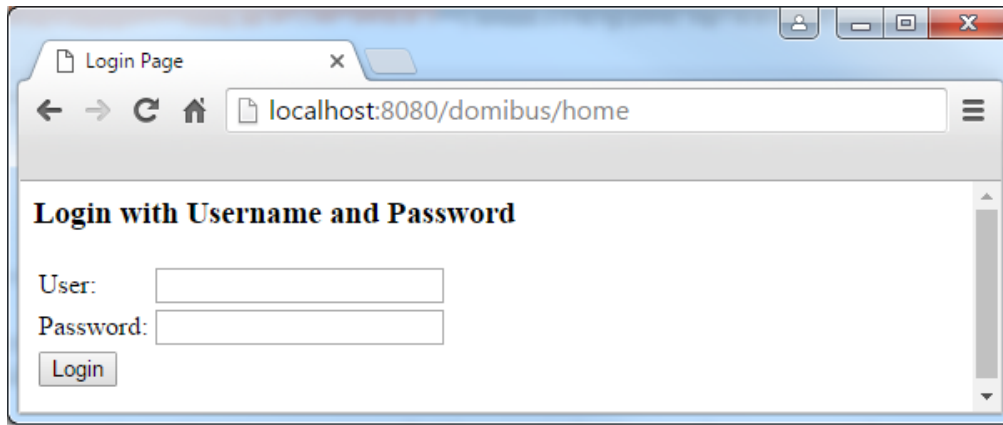 Login Page
localhost:8080/domibus/home
Login with Username and Password
User:
Password:
Login